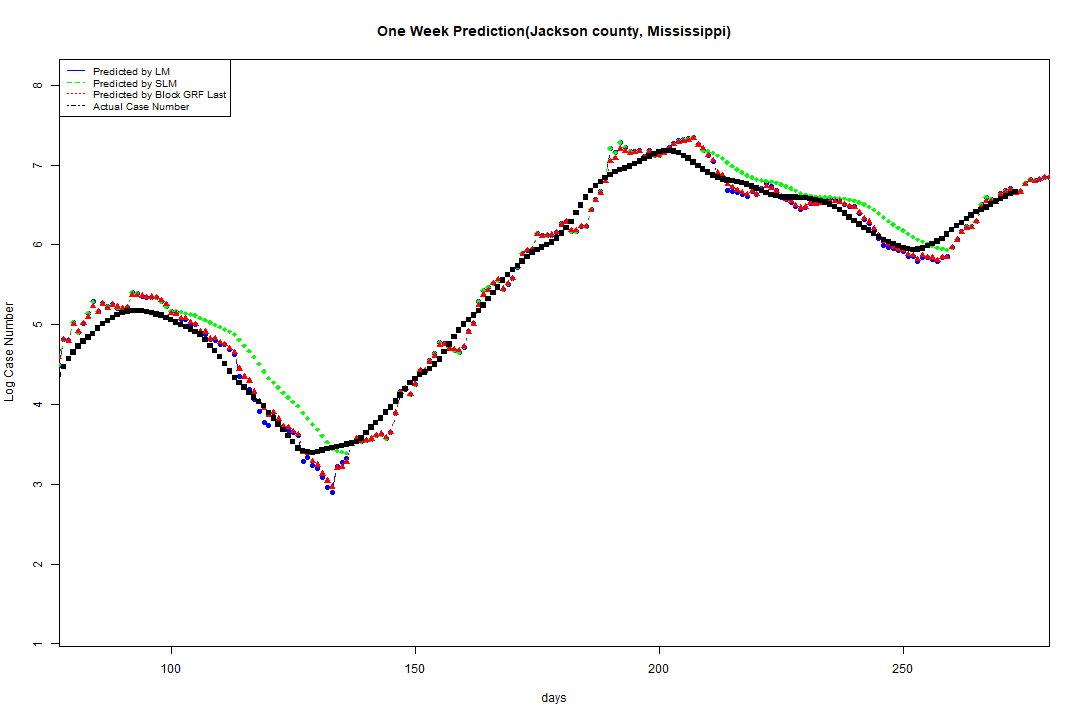 One Week Prediction(Jackson county, Mississippi)
Predicted by LM
Predicted by SLM
Predicted by Block GRF Last
Actual Case Number
Log Case Number
8
7
6
5
4
3
2
1
100 150 200 250
days